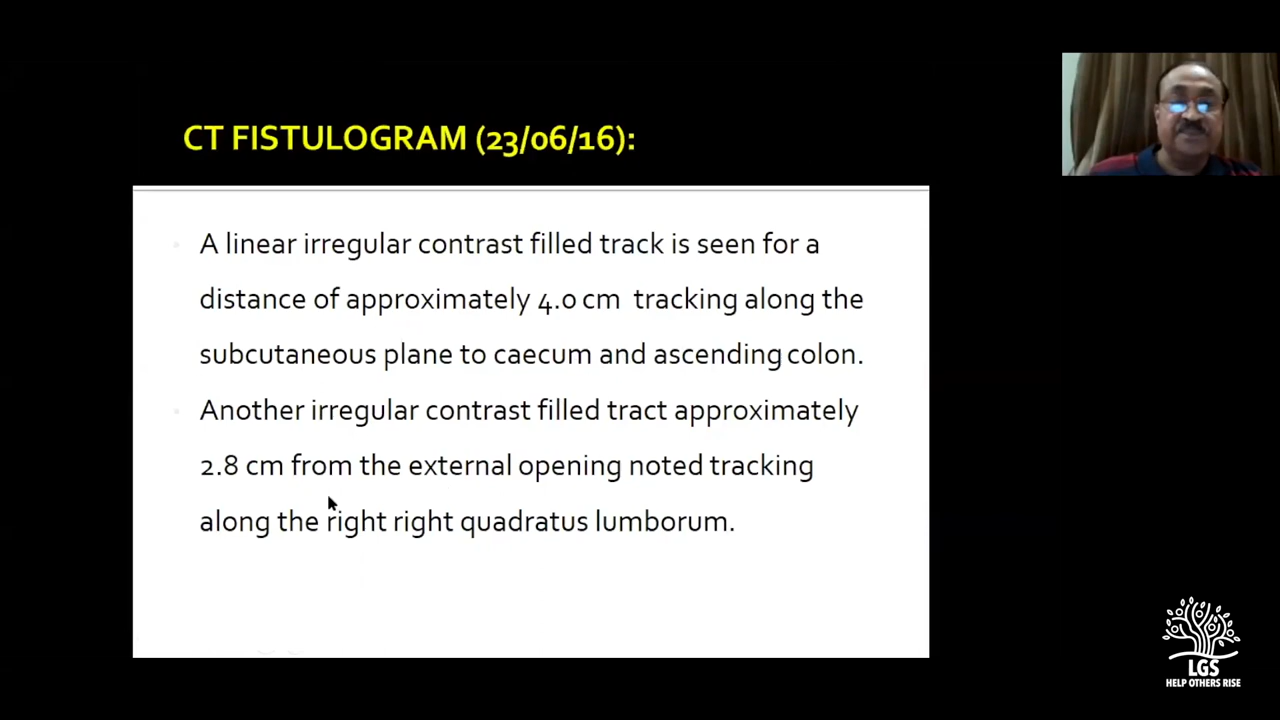 CT FISTULOGRAM (23/06/16):
A linear irregular contrast filled track is seen for a
distance of approximately 4.0 cm tracking along the
subcutaneous plane to caecum and ascending colon.
Another irregular contrast filled tract approximately
2.8 cm from the external opening noted tracking
along the right right quadratus lumborum.
LGS
HELP OTHERS RISE